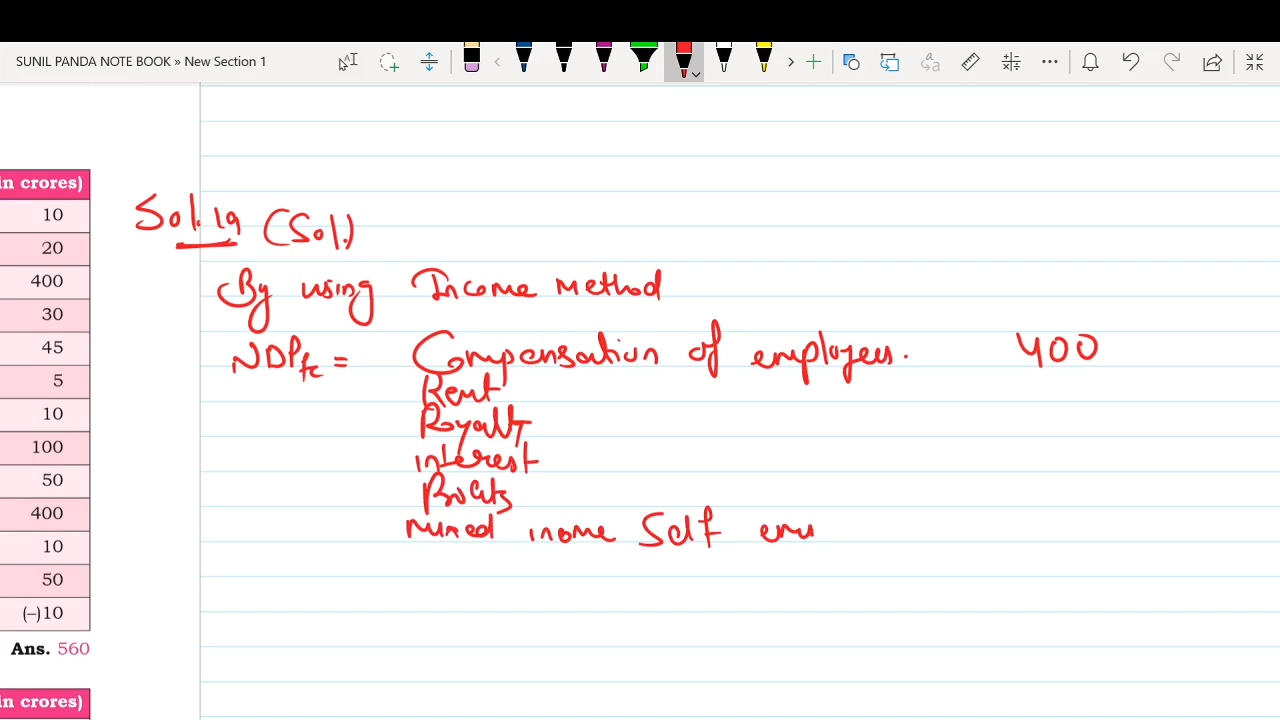 SUNIL PANDA NOTE BOOK » New Section 1
in crores)
10
20
400
30
45
5
10
100
50
400
10
50
(–)10
Ans. 560
in crores)
Sol. 19 (Sol.)
By using Income Method
NDPfc = Compensation of employees. 400
Rent
Royalty
interest
Profits
mixed income Self em